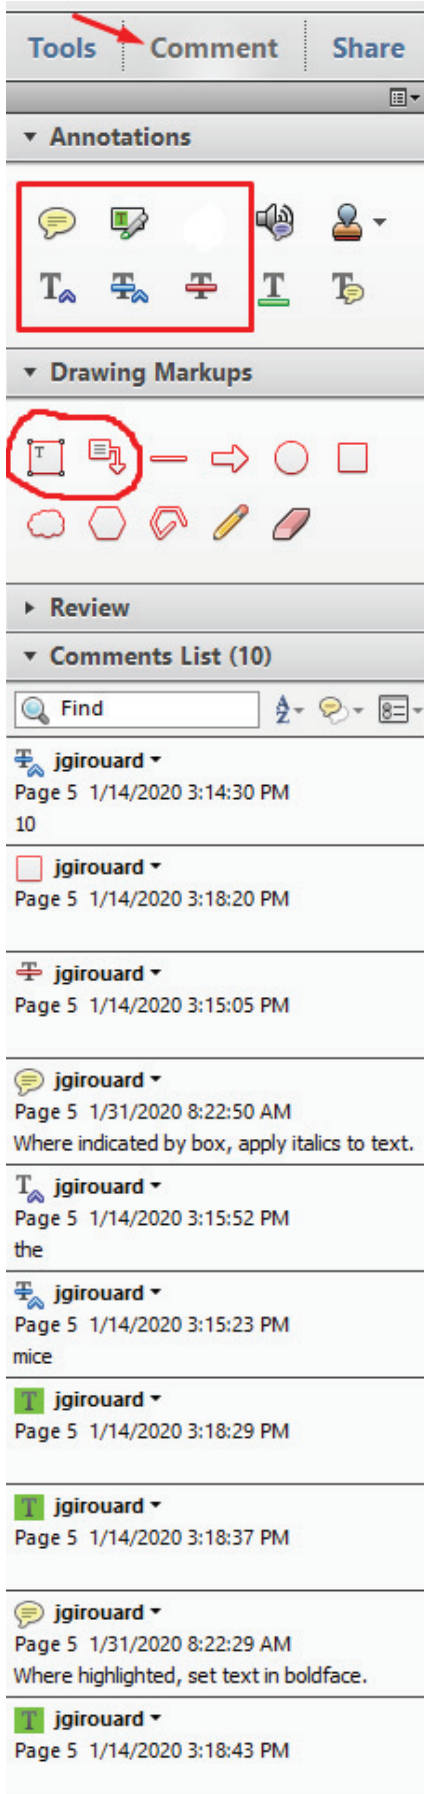 Tools Comment Share
Annotations
Drawing Markups
Review
Comments List (10)
Find
jgirouard
Page 5 1/14/2020 3:14:30 PM
10
jgirouard
Page 5 1/14/2020 3:18:20 PM
jgirouard
Page 5 1/14/2020 3:15:05 PM
jgirouard
Page 5 1/31/2020 8:22:50 AM
Where indicated by box, apply italics to text.
jgirouard
Page 5 1/14/2020 3:15:52 PM
the
jgirouard
Page 5 1/14/2020 3:15:23 PM
mice
jgirouard
Page 5 1/14/2020 3:18:29 PM
jgirouard
Page 5 1/14/2020 3:18:37 PM
jgirouard
Page 5 1/31/2020 8:22:29 AM
Where highlighted, set text in boldface.
jgirouard
Page 5 1/14/2020 3:18:43 PM